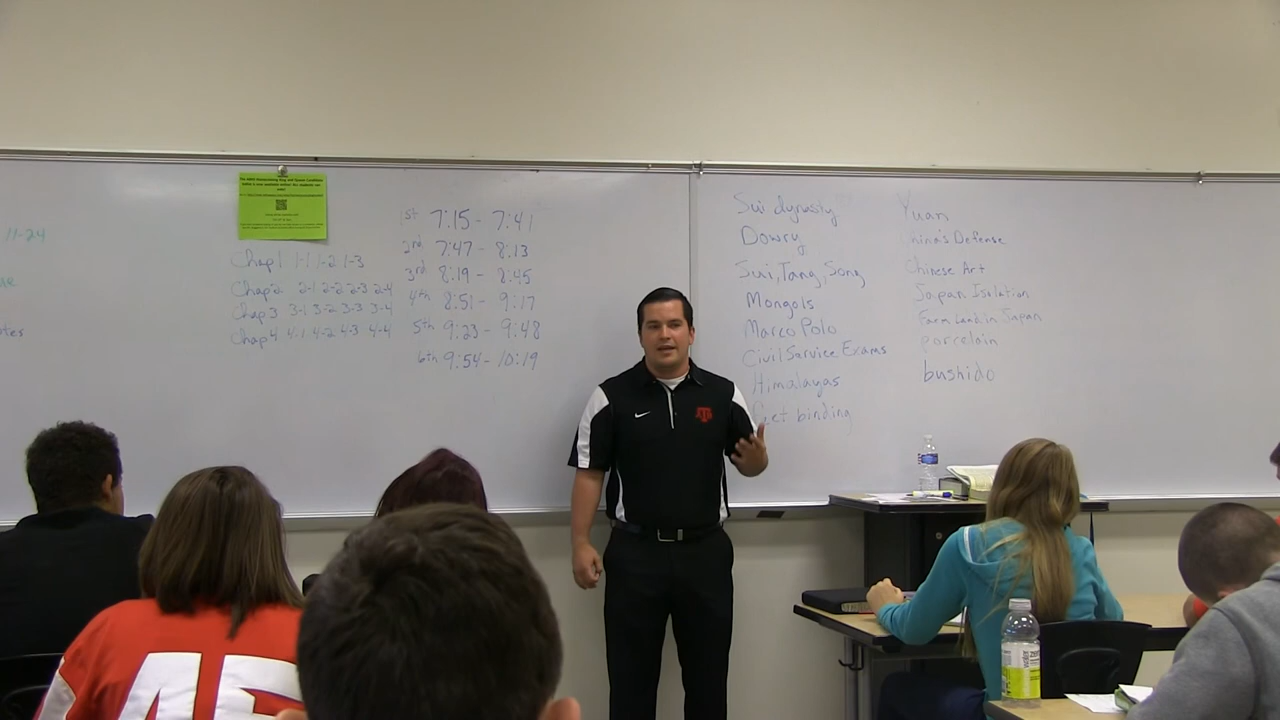 11-24
Chap1 1-1 1-2 1-3
Chap2 2-1 2-2 2-3 2-4
Chap3 3-1 3-2 3-3 3-4
Chap4 4-1 4-2 4-3 4-4
1st 7:15 - 7:41
2nd 7:47 - 8:13
3rd 8:19 - 8:45
4th 8:51 - 9:17
5th 9:23 - 9:48
6th 9:54 - 10:19
Sui dynasty
Dowry
Sui, Tang, Song
Mongols
Marco Polo
Civil Service Exams
Himalayas
binding
Yuan
China's Defense
Chinese Art
Japan Isolation
Farm Land in Japan
porcelain
bushido